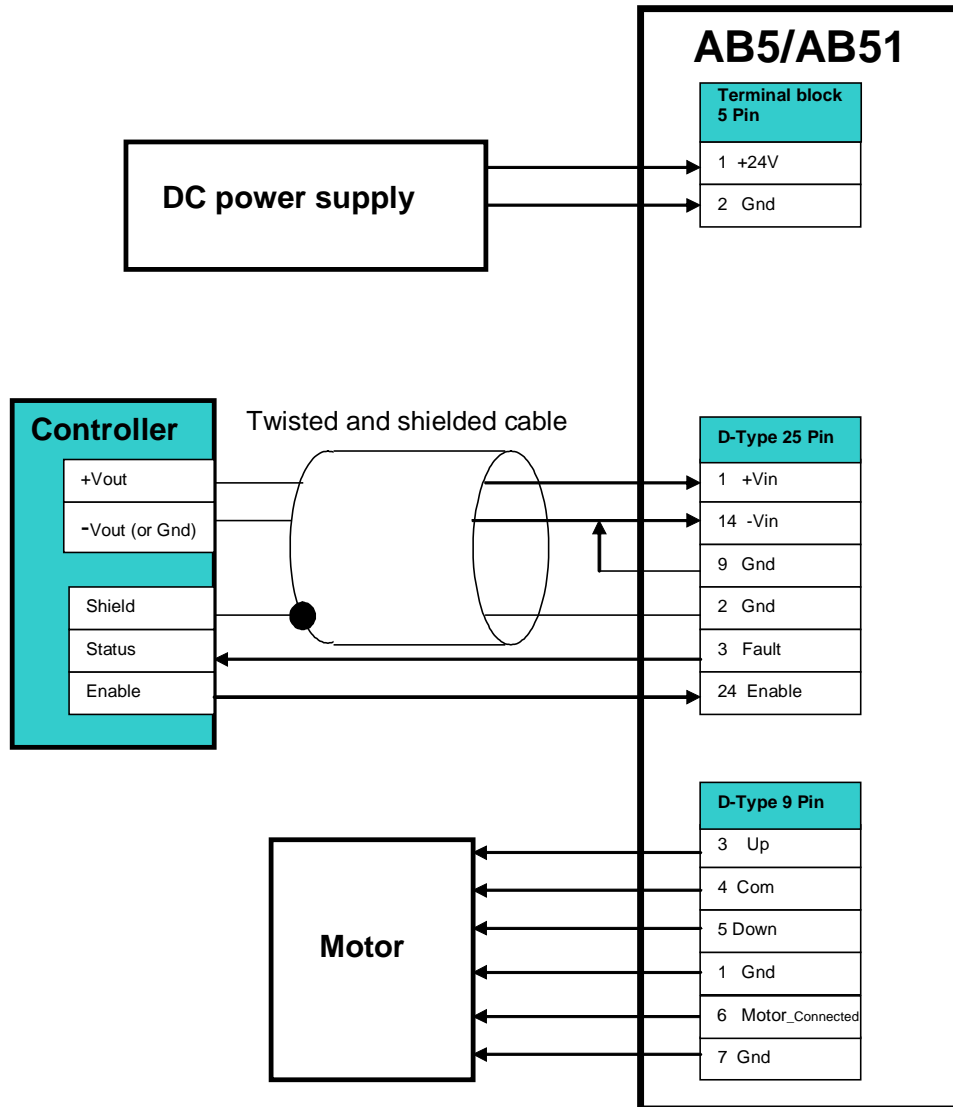 AB5/AB51
Terminal block
5 Pin
1 +24V
2 Gnd
DC power supply
Controller
Twisted and shielded cable
+Vout
-Vout (or Gnd)
Shield
Status
Enable
D-Type 25 Pin
1 +Vin
14 -Vin
9 Gnd
2 Gnd
3 Fault
24 Enable
Motor
D-Type 9 Pin
3 Up
4 Com
5 Down
1 Gnd
6 Motor_Connected
7 Gnd